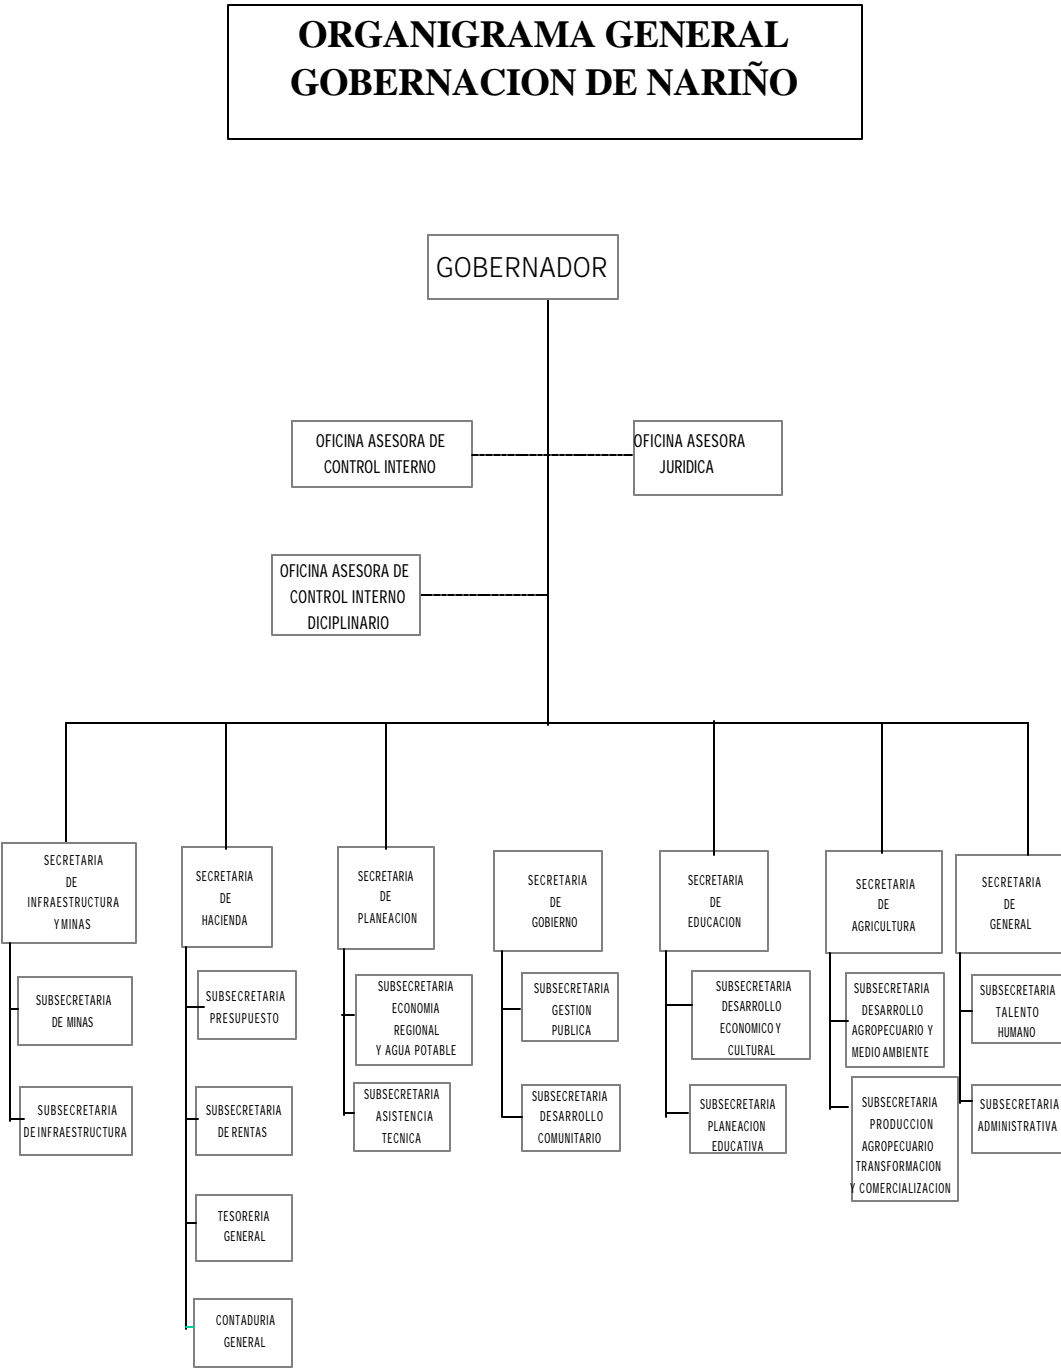 ORGANIGRAMA GENERAL
GOBERNACION DE NARIÑO
GOBERNADOR
OFICINA ASESORA DE
CONTROL INTERNO
OFICINA ASESORA
JURIDICA
OFICINA ASESORA DE
CONTROL INTERNO
DICIPLINARIO
SECRETARIA
DE
INFRAESTRUCTURA
Y MINAS
SUBSECRETARIA
DE MINAS
SUBSECRETARIA
DE INFRAESTRUCTURA
SECRETARIA
DE
HACIENDA
SUBSECRETARIA
PRESUPUESTO
SUBSECRETARIA
DE RENTAS
TESORERIA
GENERAL
CONTADURIA
GENERAL
SECRETARIA
DE
PLANEACION
SUBSECRETARIA
ECONOMIA
REGIONAL
Y AGUA POTABLE
SUBSECRETARIA
ASISTENCIA
TECNICA
SECRETARIA
DE
GOBIERNO
SUBSECRETARIA
GESTION
PUBLICA
SUBSECRETARIA
DESARROLLO
COMUNITARIO
SECRETARIA
DE
EDUCACION
SUBSECRETARIA
DESARROLLO
ECONOMICO Y
CULTURAL
SUBSECRETARIA
PLANEACION
EDUCATIVA
SECRETARIA
DE
AGRICULTURA
SUBSECRETARIA
DESARROLLO
AGROPECUARIO Y
MEDIO AMBIENTE
SUBSECRETARIA
PRODUCCION
AGROPECUARIO
TRANSFORMACION
Y COMERCIALIZACION
SECRETARIA
DE
GENERAL
SUBSECRETARIA
TALENTO
HUMANO
SUBSECRETARIA
ADMINISTRATIVA